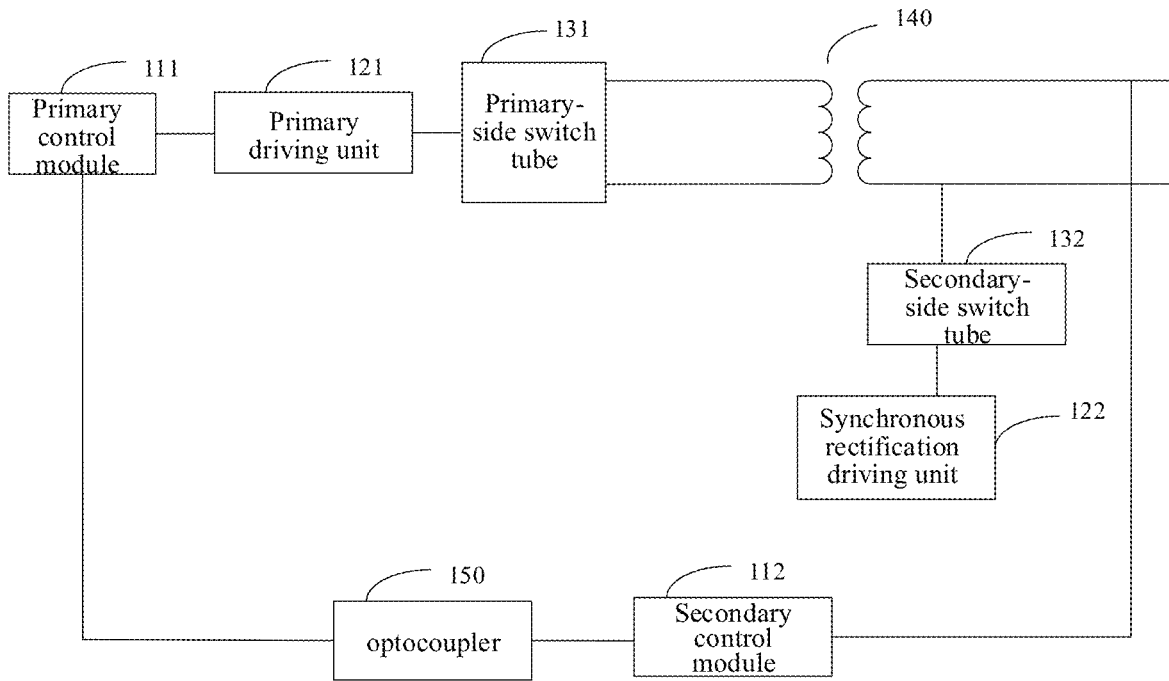 131
140
111
121
Primary
control
module
Primary
driving unit
Primary-
side switch
tube
132
Secondary-
side switch
tube
122
Synchronous
rectification
driving unit
150
112
optocoupler
Secondary
control
module